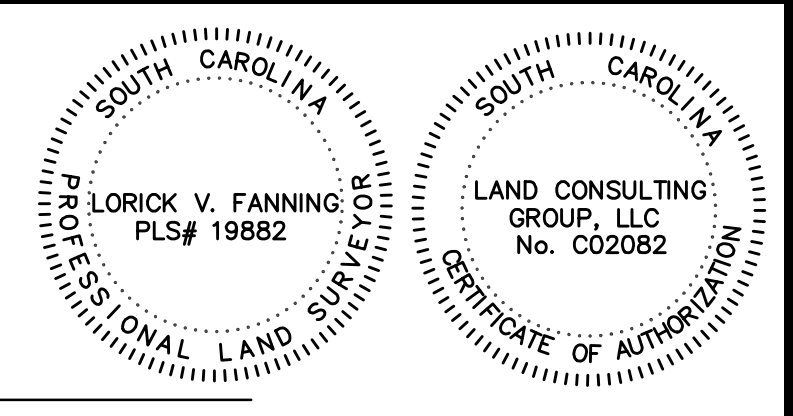 SOUTH CAROLINA
LORICK V. FANNING
PLS# 19882
PROFESSIONAL LAND SURVEYOR
SOUTH CAROLINA
LAND CONSULTING
GROUP, LLC
No. C02082
CERTIFICATE OF AUTHORIZATION